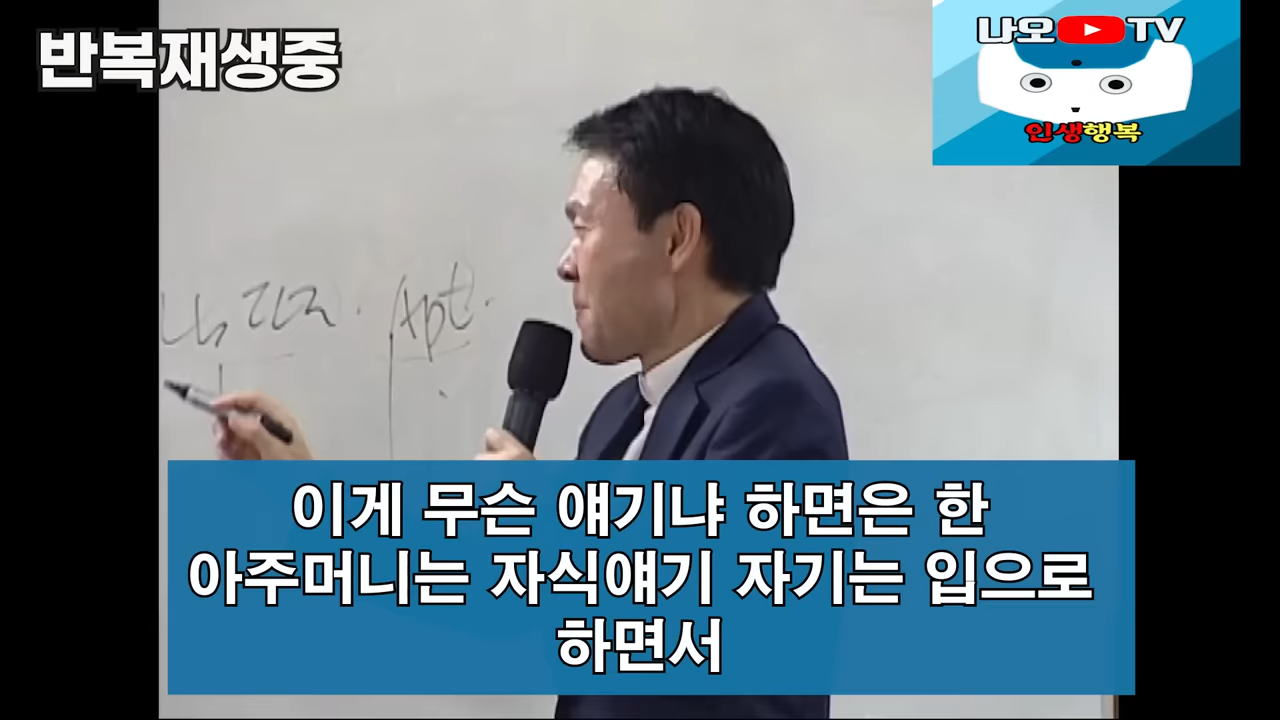 반복재생중
나오 TV
인생행복
Apt.
이게 무슨 얘기냐 하면은 한
아주머니는 자식얘기 자기는 입으로
하면서